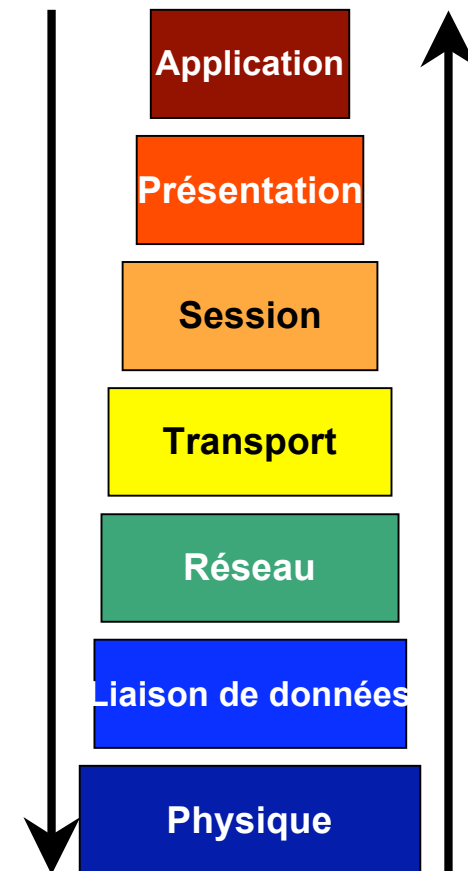 Application
Présentation
Session
Transport
Réseau
Liaison de données
Physique